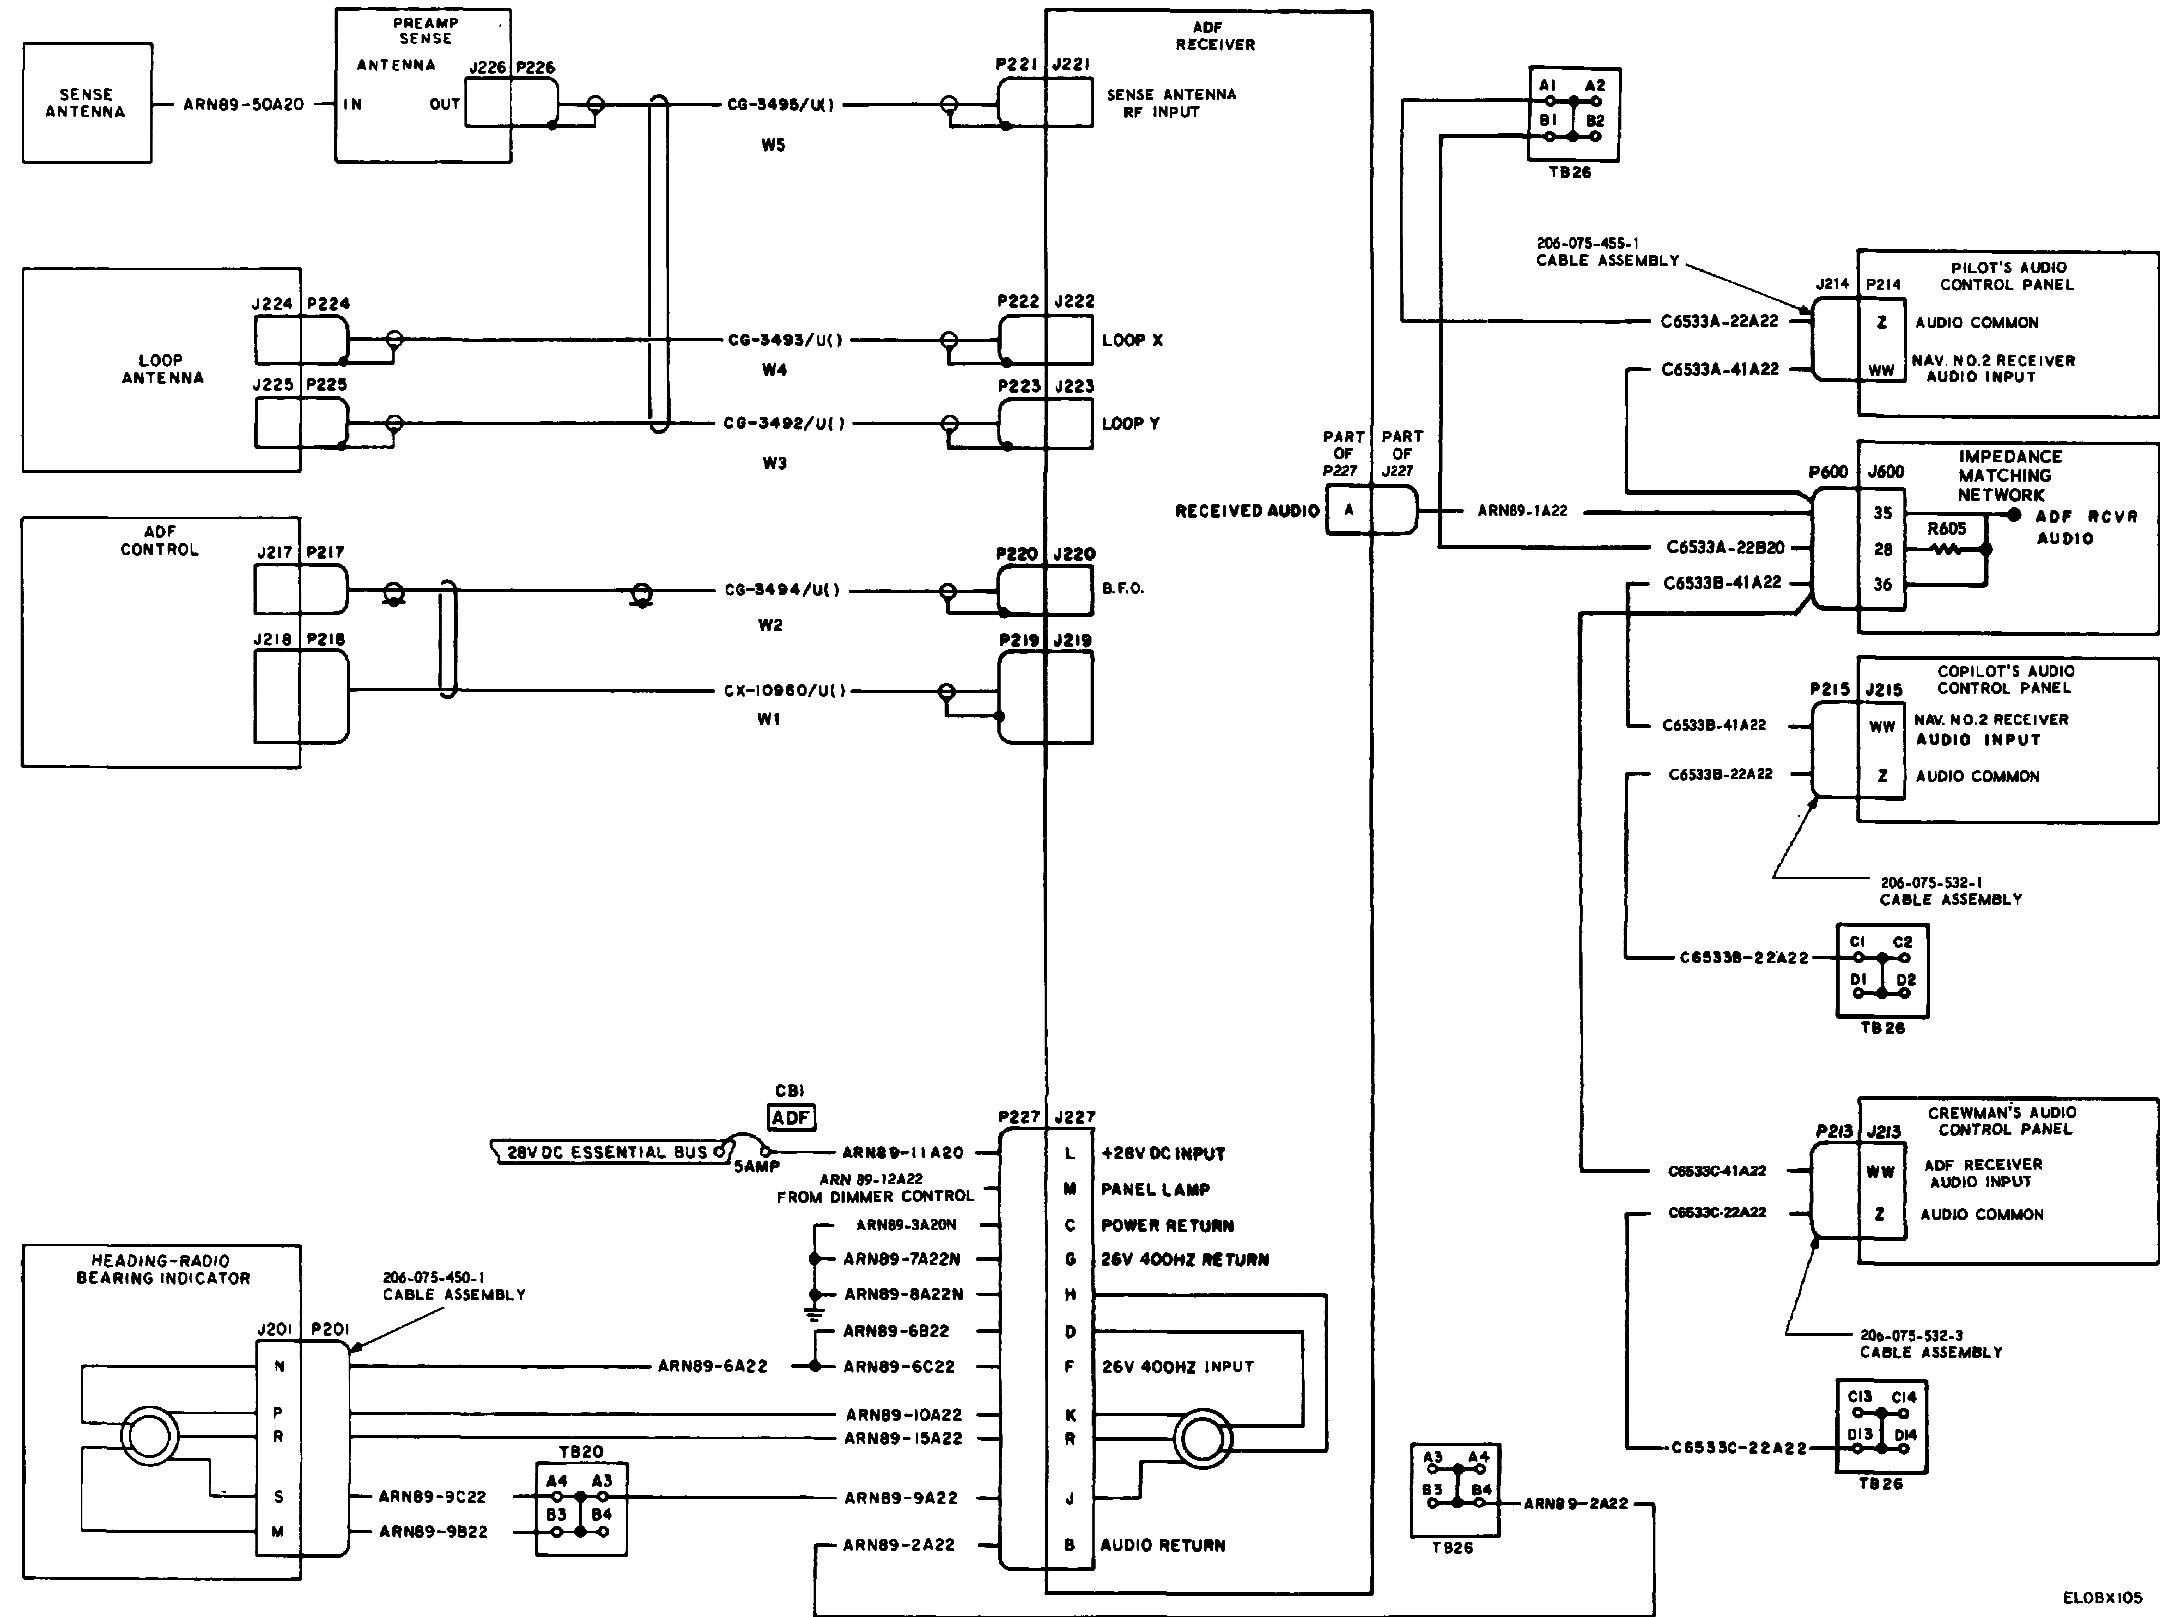 PREAMP
SENSE
ANTENNA
J226 P226
IN
OUT
SENSE
ANTENNA
ARN89-50A20
CG-3495/U()
W5
P221 J221
ADF
RECEIVER
SENSE ANTENNA
RF INPUT
A1 A2
B1 B2
TB26
J224 P224
LOOP
ANTENNA
J225 P225
CG-3493/U()
W4
P222 J222
LOOP X
CG-3492/U()
W3
P223 J223
LOOP Y
206-075-455-1
CABLE ASSEMBLY
PILOT'S AUDIO
CONTROL PANEL
J214 P214
C6533A-22A22
Z AUDIO COMMON
C6533A-41A22
WW NAV. NO.2 RECEIVER
AUDIO INPUT
PART PART
OF OF
P227 J227
RECEIVED AUDIO A
ARN89-1A22
P600 J600
IMPEDANCE
MATCHING
NETWORK
35
R605
ADF RCVR
AUDIO
C6533A-22B20
28
C6533B-41A22
36
ADF
CONTROL
J217 P217
CG-3494/U()
W2
P220 J220
B.F.O.
J218 P218
CX-10960/U()
W1
P219 J219
COPILOT'S AUDIO
CONTROL PANEL
P215 J215
C6533B-41A22
WW NAV. NO.2 RECEIVER
AUDIO INPUT
C6533B-22A22
Z AUDIO COMMON
206-075-532-1
CABLE ASSEMBLY
C6533B-22A22
C1 C2
D1 D2
TB26
CB1
ADF
28V DC ESSENTIAL BUS
5AMP
P227 J227
ARN89-11A20 L +28V DC INPUT
ARN 89-12A22
FROM DIMMER CONTROL
M PANEL LAMP
ARN89-3A20N C POWER RETURN
ARN89-7A22N G 26V 400HZ RETURN
ARN89-8A22N H
ARN89-6B22 D
ARN89-6A22 ARN89-6C22 F 26V 400HZ INPUT
ARN89-10A22 K
ARN89-15A22 R
ARN89-9A22 J
ARN89-2A22 B AUDIO RETURN
HEADING-RADIO
BEARING INDICATOR
206-075-450-1
CABLE ASSEMBLY
J201 P201
N
P
R
S
M
ARN89-9C22
ARN89-9B22
TB20
A4 A3
B3 B4
CREWMAN'S AUDIO
CONTROL PANEL
P213 J213
C6533C-41A22
WW ADF RECEIVER
AUDIO INPUT
C6533C-22A22
Z AUDIO COMMON
206-075-532-3
CABLE ASSEMBLY
C13 C14
D13 D14
C6533C-22A22
TB26
A3 A4
B3 B4
TB26
ARN89-2A22
EL0BX105